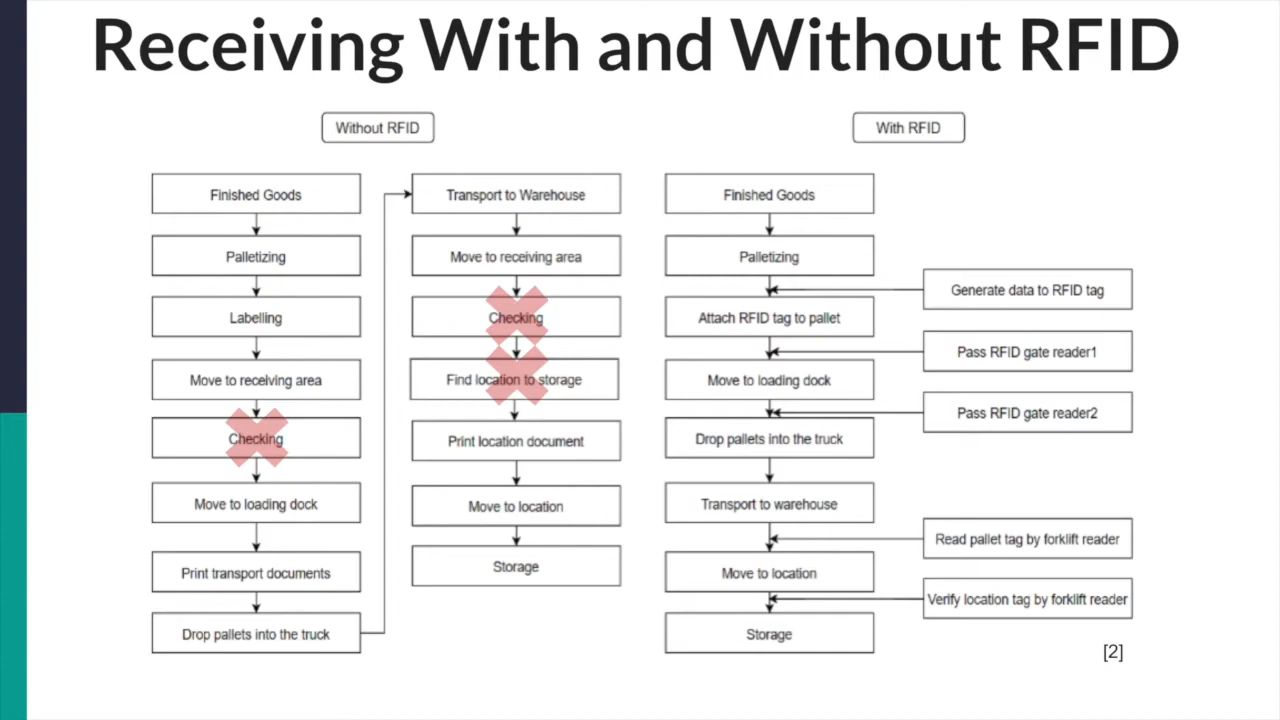 Receiving With and Without RFID
Without RFID
Finished Goods
Palletizing
Labelling
Move to receiving area
Checking
Move to loading dock
Print transport documents
Drop pallets into the truck
Transport to Warehouse
Move to receiving area
Checking
Find location to storage
Print location document
Move to location
Storage
With RFID
Finished Goods
Palletizing
Attach RFID tag to pallet
Move to loading dock
Drop pallets into the truck
Transport to warehouse
Move to location
Storage
Generate data to RFID tag
Pass RFID gate reader1
Pass RFID gate reader2
Read pallet tag by forklift reader
Verify location tag by forklift reader
[2]